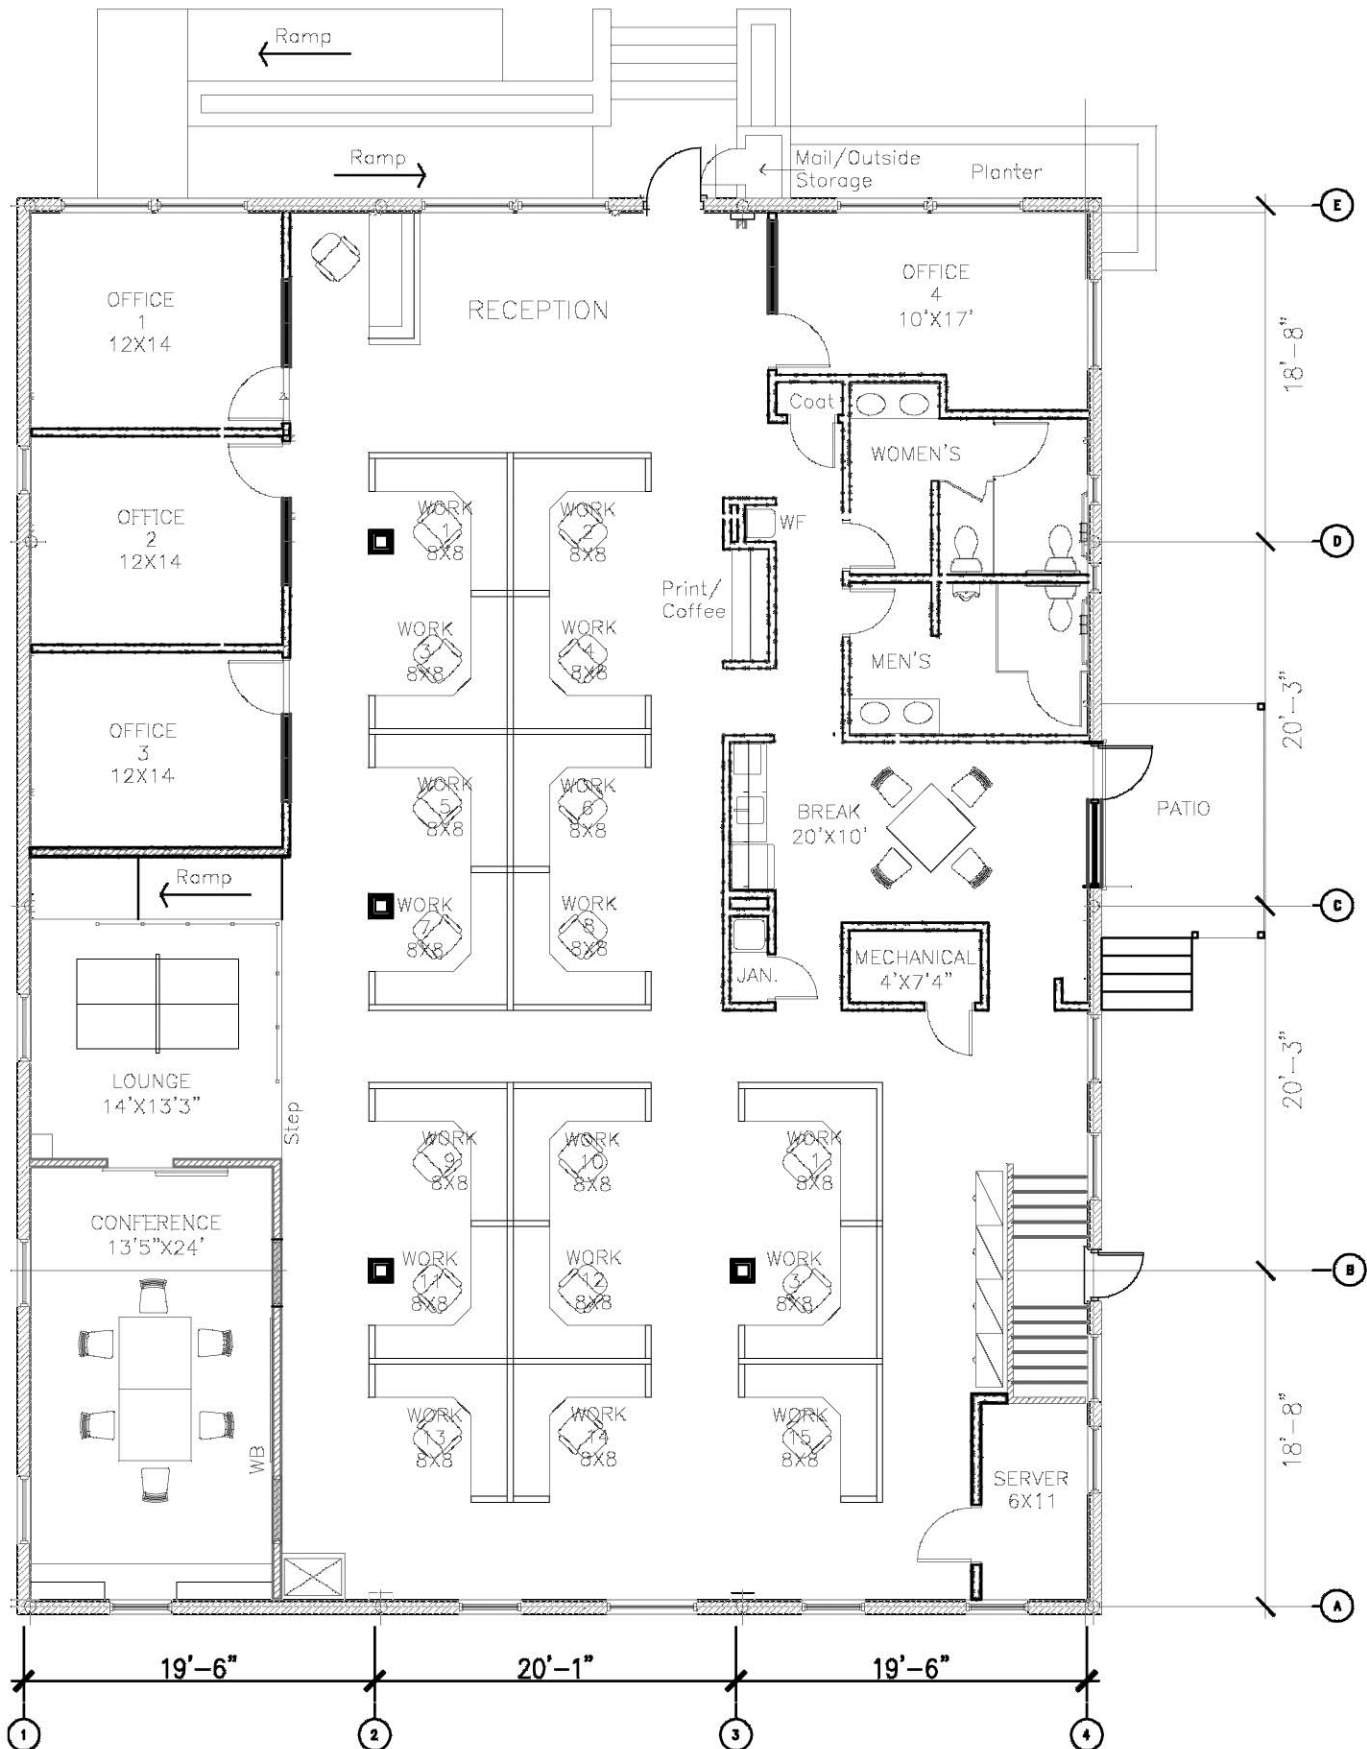 Ramp
Ramp
Mail/Outside
Storage
Planter
E
OFFICE
1
12X14
RECEPTION
OFFICE
4
10'X17'
18'-8"
Coat
WOMEN'S
OFFICE
2
12X14
WORK
1
8X8
WORK
2
8X8
WF
D
Print/
Coffee
WORK
3
8X8
WORK
4
8X8
MEN'S
20'-3"
OFFICE
3
12X14
WORK
5
8X8
WORK
6
8X8
BREAK
20'X10'
PATIO
Ramp
WORK
7
8X8
WORK
8
8X8
C
JAN.
MECHANICAL
4'X7'4"
LOUNGE
14'X13'3"
Step
20'-3"
WORK
9
8X8
WORK
10
8X8
WORK
1
8X8
CONFERENCE
13'5"X24'
WORK
11
8X8
WORK
12
8X8
WORK
3
8X8
B
WB
WORK
13
8X8
WORK
14
8X8
WORK
15
8X8
18'-8"
SERVER
6X11
A
19'-6"
20'-1"
19'-6"
1
2
3
4